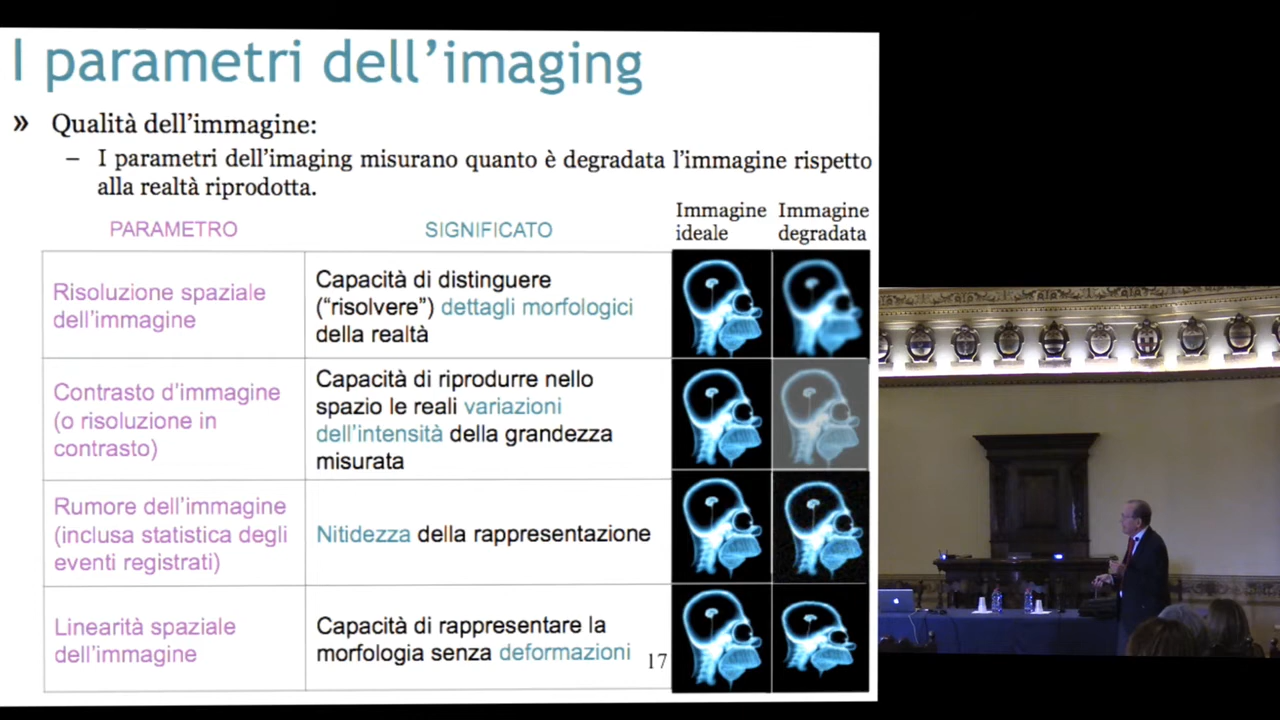 I parametri dell'imaging
» Qualità dell'immagine:
– I parametri dell'imaging misurano quanto è degradata l'immagine rispetto
alla realtà riprodotta.
PARAMETRO
SIGNIFICATO
Immagine
ideale
Immagine
degradata
Risoluzione spaziale
dell'immagine
Capacità di distinguere
(“risolvere”) dettagli morfologici
della realtà
Contrasto d'immagine
(o risoluzione in
contrasto)
Capacità di riprodurre nello
spazio le reali variazioni
dell'intensità della grandezza
misurata
Rumore dell'immagine
(inclusa statistica degli
eventi registrati)
Nitidezza della rappresentazione
Linearità spaziale
dell'immagine
Capacità di rappresentare la
morfologia senza deformazioni
17